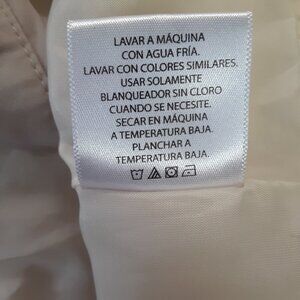 LAVAR A MÁQUINA
CON AGUA FRÍA.
LAVAR CON COLORES SIMILARES.
USAR SOLAMENTE
BLANQUEADOR SIN CLORO
CUANDO SE NECESITE.
SECAR EN MÁQUINA
A TEMPERATURA BAJA.
PLANCHAR A
TEMPERATURA BAJA.